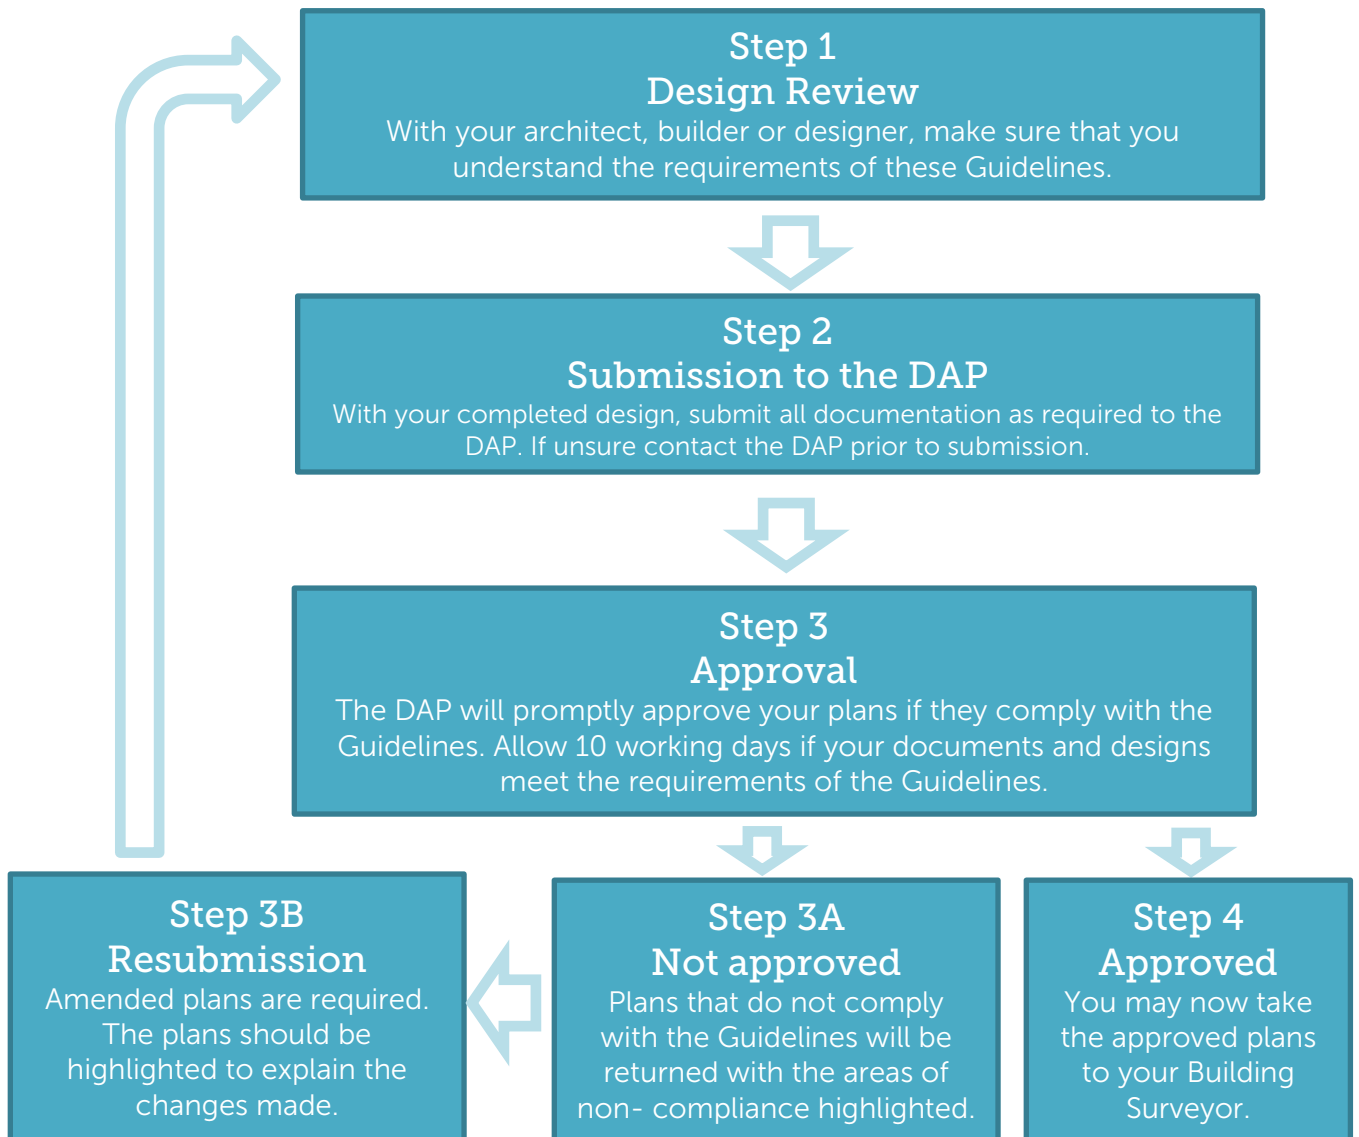 Step 1
Design Review
With your architect, builder or designer, make sure that you
understand the requirements of these Guidelines.
Step 2
Submission to the DAP
With your completed design, submit all documentation as required to the
DAP. If unsure contact the DAP prior to submission.
Step 3
Approval
The DAP will promptly approve your plans if they comply with the
Guidelines. Allow 10 working days if your documents and designs
meet the requirements of the Guidelines.
Step 3B
Resubmission
Amended plans are required.
The plans should be
highlighted to explain the
changes made.
Step 3A
Not approved
Plans that do not comply
with the Guidelines will be
returned with the areas of
non- compliance highlighted.
Step 4
Approved
You may now take
the approved plans
to your Building
Surveyor.